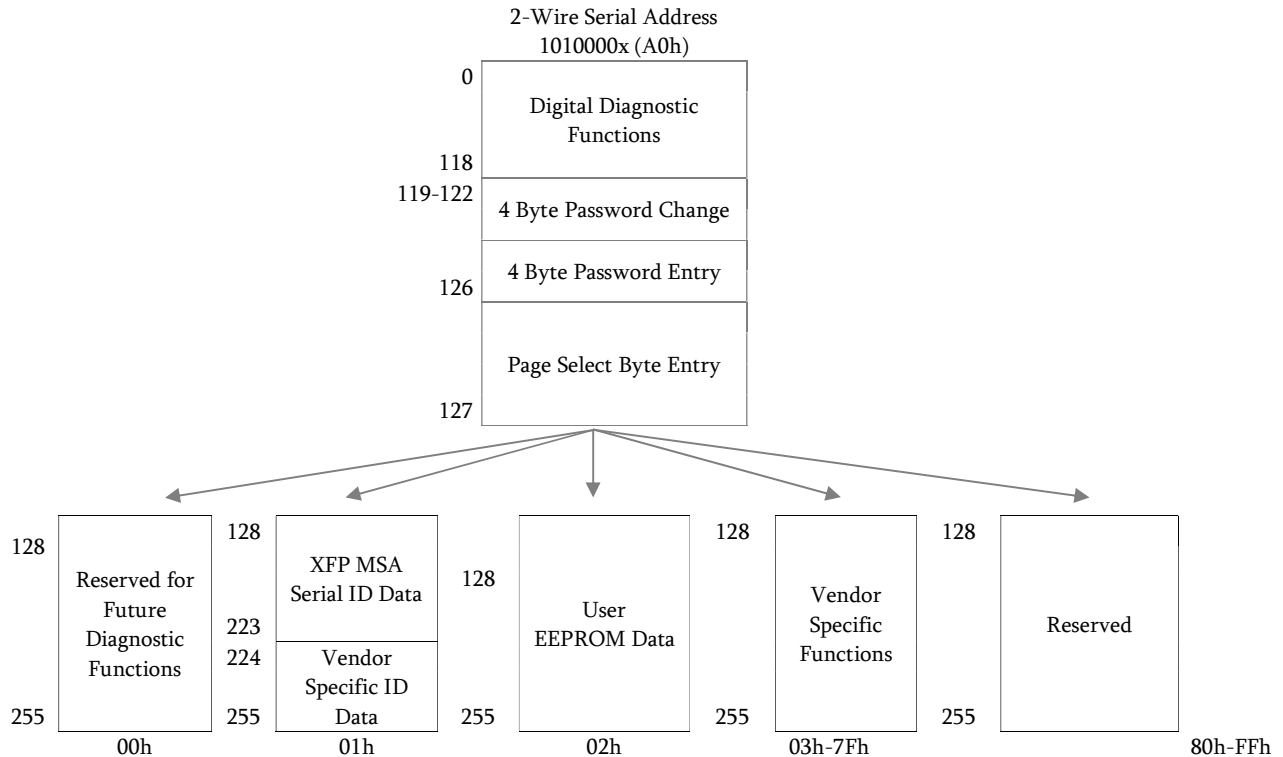 2-Wire Serial Address
1010000x (A0h)
0
Digital Diagnostic
Functions
118
119-122
4 Byte Password Change
4 Byte Password Entry
126
Page Select Byte Entry
127
128
Reserved for
Future
Diagnostic
Functions
255
00h
128
XFP MSA
Serial ID Data
223
224
Vendor
Specific ID
Data
255
01h
128
User
EEPROM Data
255
02h
128
Vendor
Specific
Functions
255
03h-7Fh
128
Reserved
255
80h-FFh